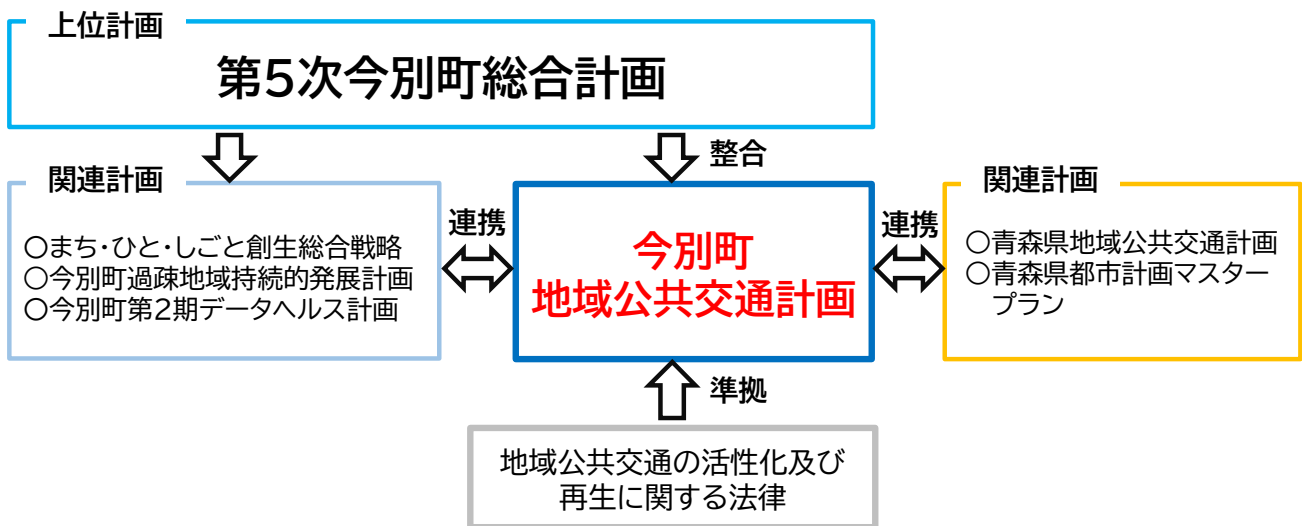 上位計画
第5次今別町総合計画
整合
関連計画
○まち・ひと・しごと創生総合戦略
○今別町過疎地域持続的発展計画
○今別町第2期データヘルス計画
連携
今別町
地域公共交通計画
連携
関連計画
○青森県地域公共交通計画
○青森県都市計画マスター
プラン
準拠
地域公共交通の活性化及び
再生に関する法律